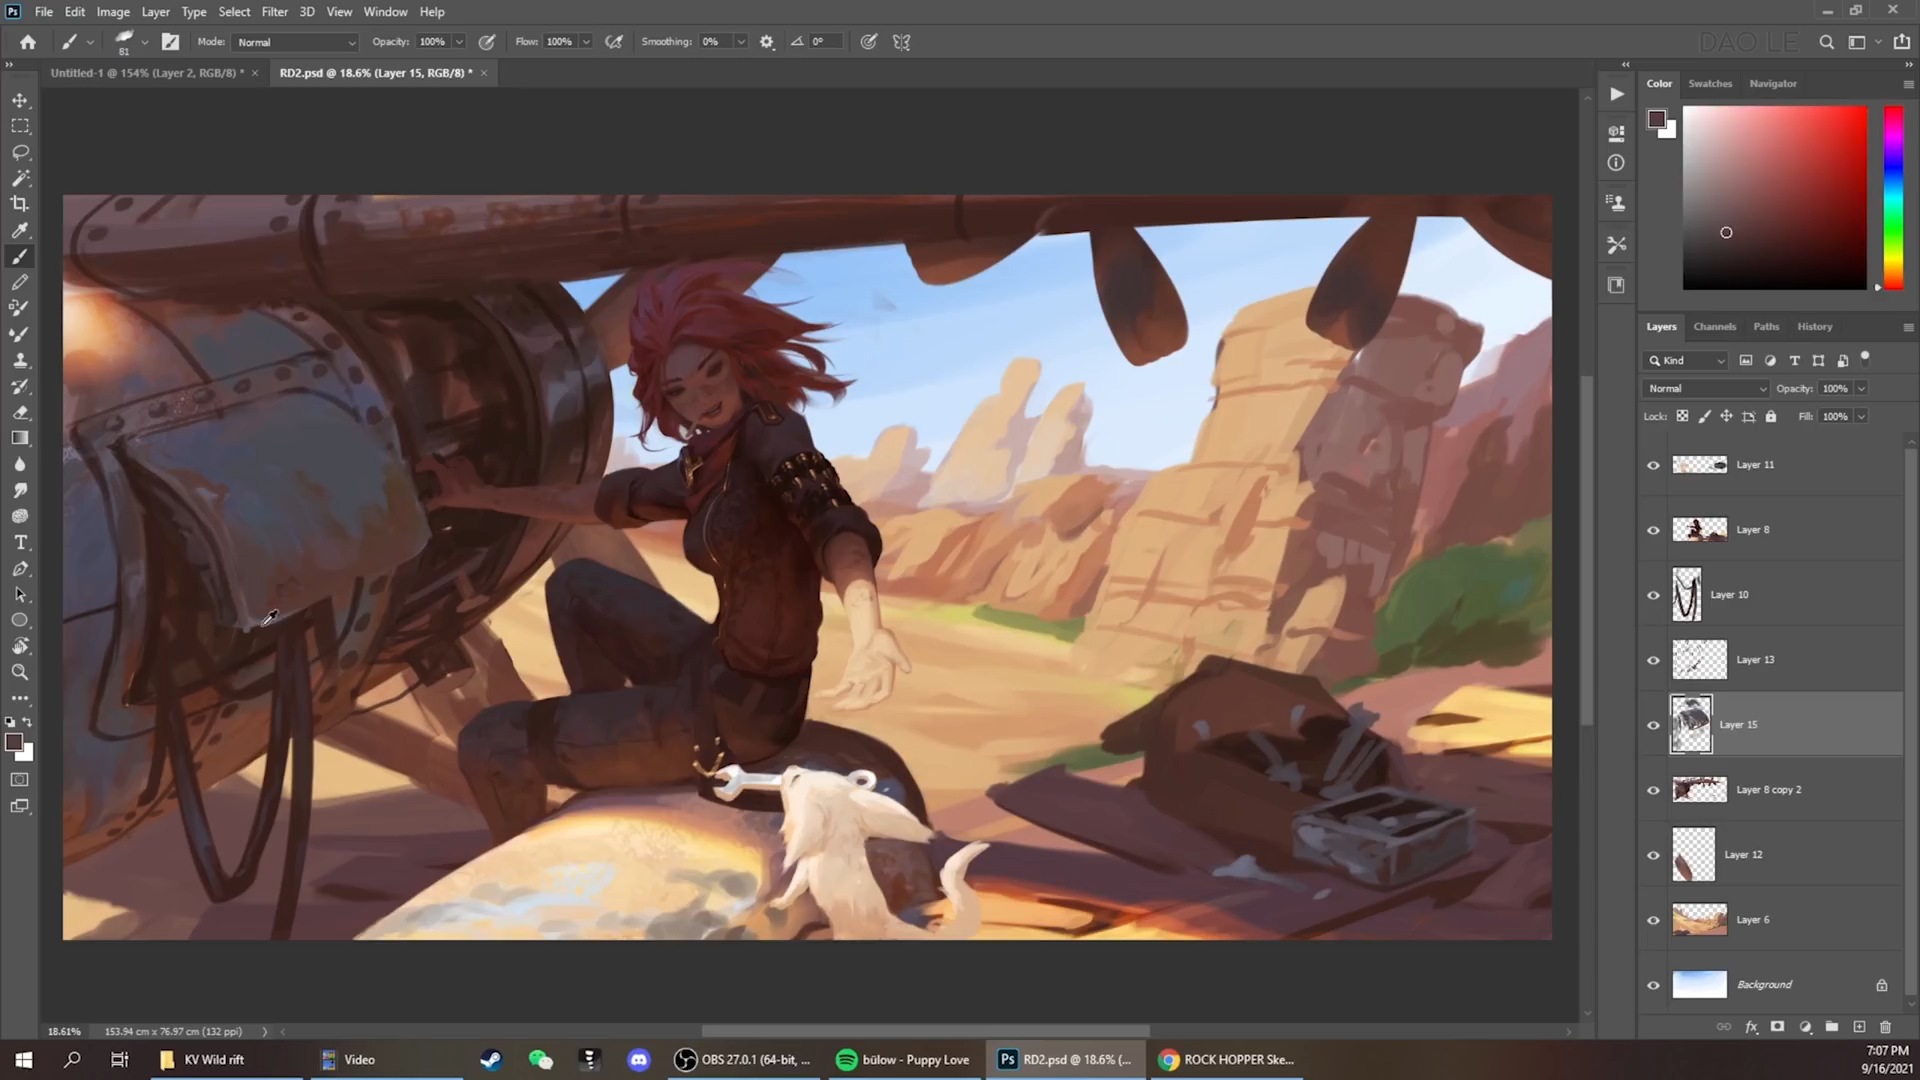 Ps File Edit Image Layer Type Select Filter 3D View Window Help
81 Mode: Normal Opacity: 100% Flow: 100% Smoothing: 0% 0° DAO LE
Untitled-1 @ 154% (Layer 2, RGB/8) * × RD2.psd @ 18.6% (Layer 15, RGB/8) * ×
Color Swatches Navigator
Layers Channels Paths History
Kind
Normal Opacity: 100%
Lock: Fill: 100%
Layer 11
Layer 8
Layer 10
Layer 13
Layer 15
Layer 8 copy 2
Layer 12
Layer 6
Background
18.61% 153.94 cm x 76.97 cm (132 ppi)
KV Wild rift Video OBS 27.0.1 (64-bit, ... bülow - Puppy Love Ps RD2.psd @ 18.6% (... ROCK HOPPER Ske...
7:07 PM
9/16/2021